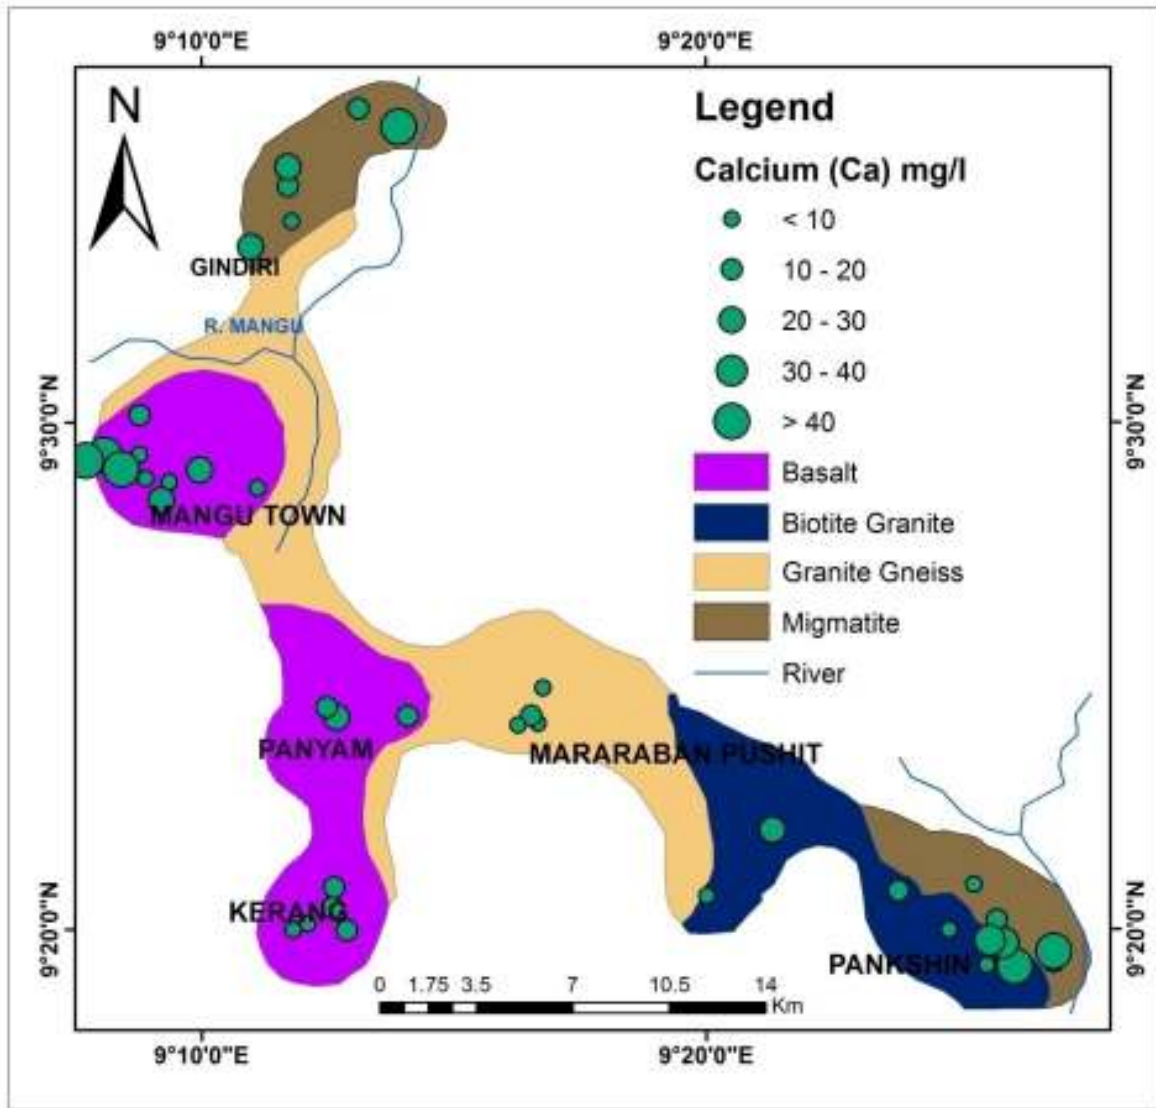 9°10'0"E 9°20'0"E
N
Legend
Calcium (Ca) mg/l
< 10
10 - 20
20 - 30
30 - 40
> 40
Basalt
Biotite Granite
Granite Gneiss
Migmatite
River
GINDIRI
R. MANGU
9°30'0"N 9°30'0"N
MANGU TOWN
PANYAM
MARARABAN PUSHIT
KERANG
9°20'0"N 9°20'0"N
PANKSHIN
0 1.75 3.5 7 10.5 14
Km
9°10'0"E 9°20'0"E